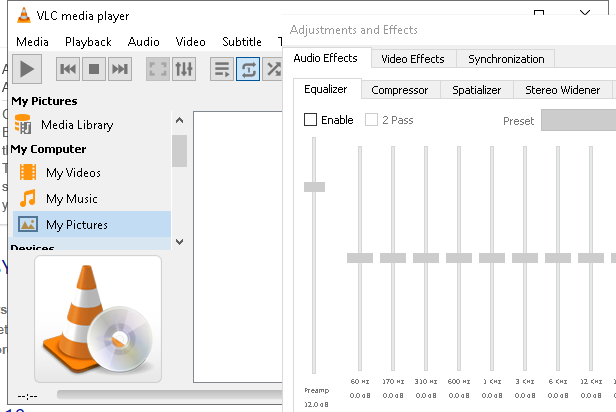 VLC media player
Media Playback Audio Video Subtitle
Adjustments and Effects
Audio Effects Video Effects Synchronization
Equalizer Compressor Spatializer Stereo Widener
Enable 2 Pass Preset
My Pictures
Media Library
My Computer
My Videos
My Music
My Pictures
Devices
60 Hz 170 Hz 310 Hz 600 Hz 1 KHz 3 KHz 6 KHz 12 KHz
Preamp 0.0 dB 0.0 dB 0.0 dB 0.0 dB 0.0 dB 0.0 dB 0.0 dB 0.0 dB
12.0 dB
--:--